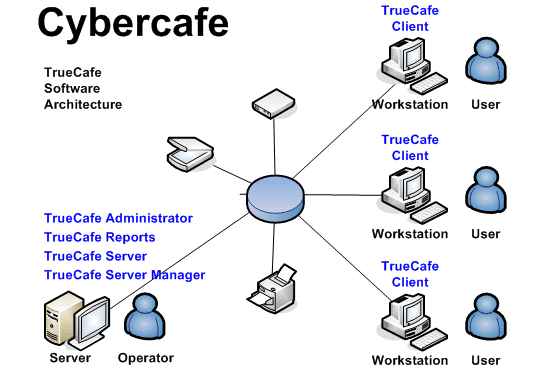 Cybercafe
TrueCafe
Software
Architecture
TrueCafe
Client
Workstation
User
TrueCafe
Client
Workstation
User
TrueCafe Administrator
TrueCafe Reports
TrueCafe Server
TrueCafe Server Manager
Server
Operator
TrueCafe
Client
Workstation
User